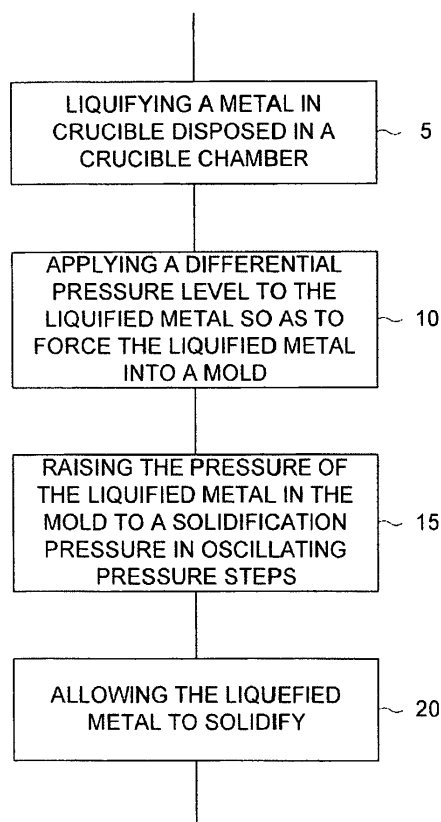 LIQUIFYING A METAL IN
CRUCIBLE DISPOSED IN A
CRUCIBLE CHAMBER
5
APPLYING A DIFFERENTIAL
PRESSURE LEVEL TO THE
LIQUIFIED METAL SO AS TO
FORCE THE LIQUIFIED METAL
INTO A MOLD
10
RAISING THE PRESSURE OF
THE LIQUIFIED METAL IN THE
MOLD TO A SOLIDIFICATION
PRESSURE IN OSCILLATING
PRESSURE STEPS
15
ALLOWING THE LIQUEFIED
METAL TO SOLIDIFY
20